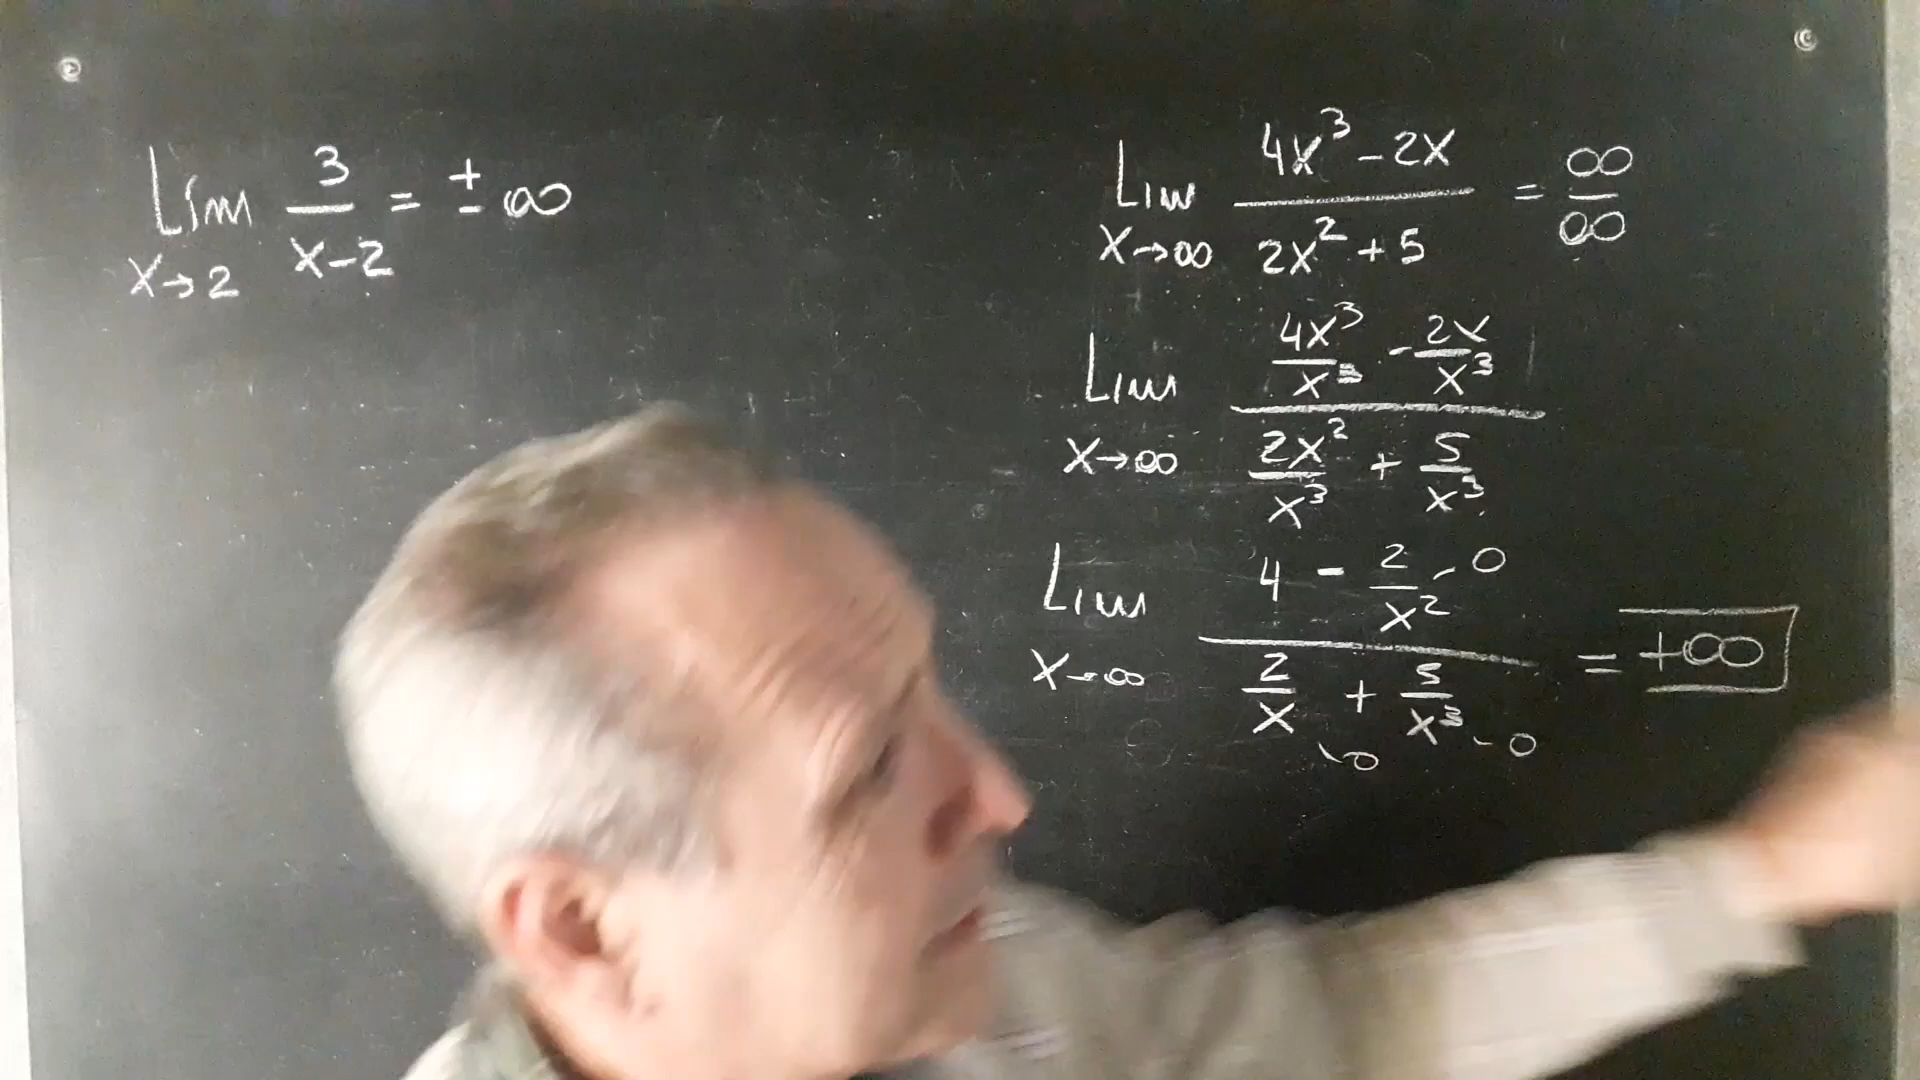 Lim 3/(x-2) = ±∞
x→2
Lim (4x³ - 2x)/(2x² + 5) = ∞/∞
x→∞
Lim (4x³/x³ - 2x/x³)/(2x²/x³ + 5/x³)
x→∞
Lim (4 - 2/x² - 0)/(2/x - 0 + 5/x³ - 0) = +∞
x→∞